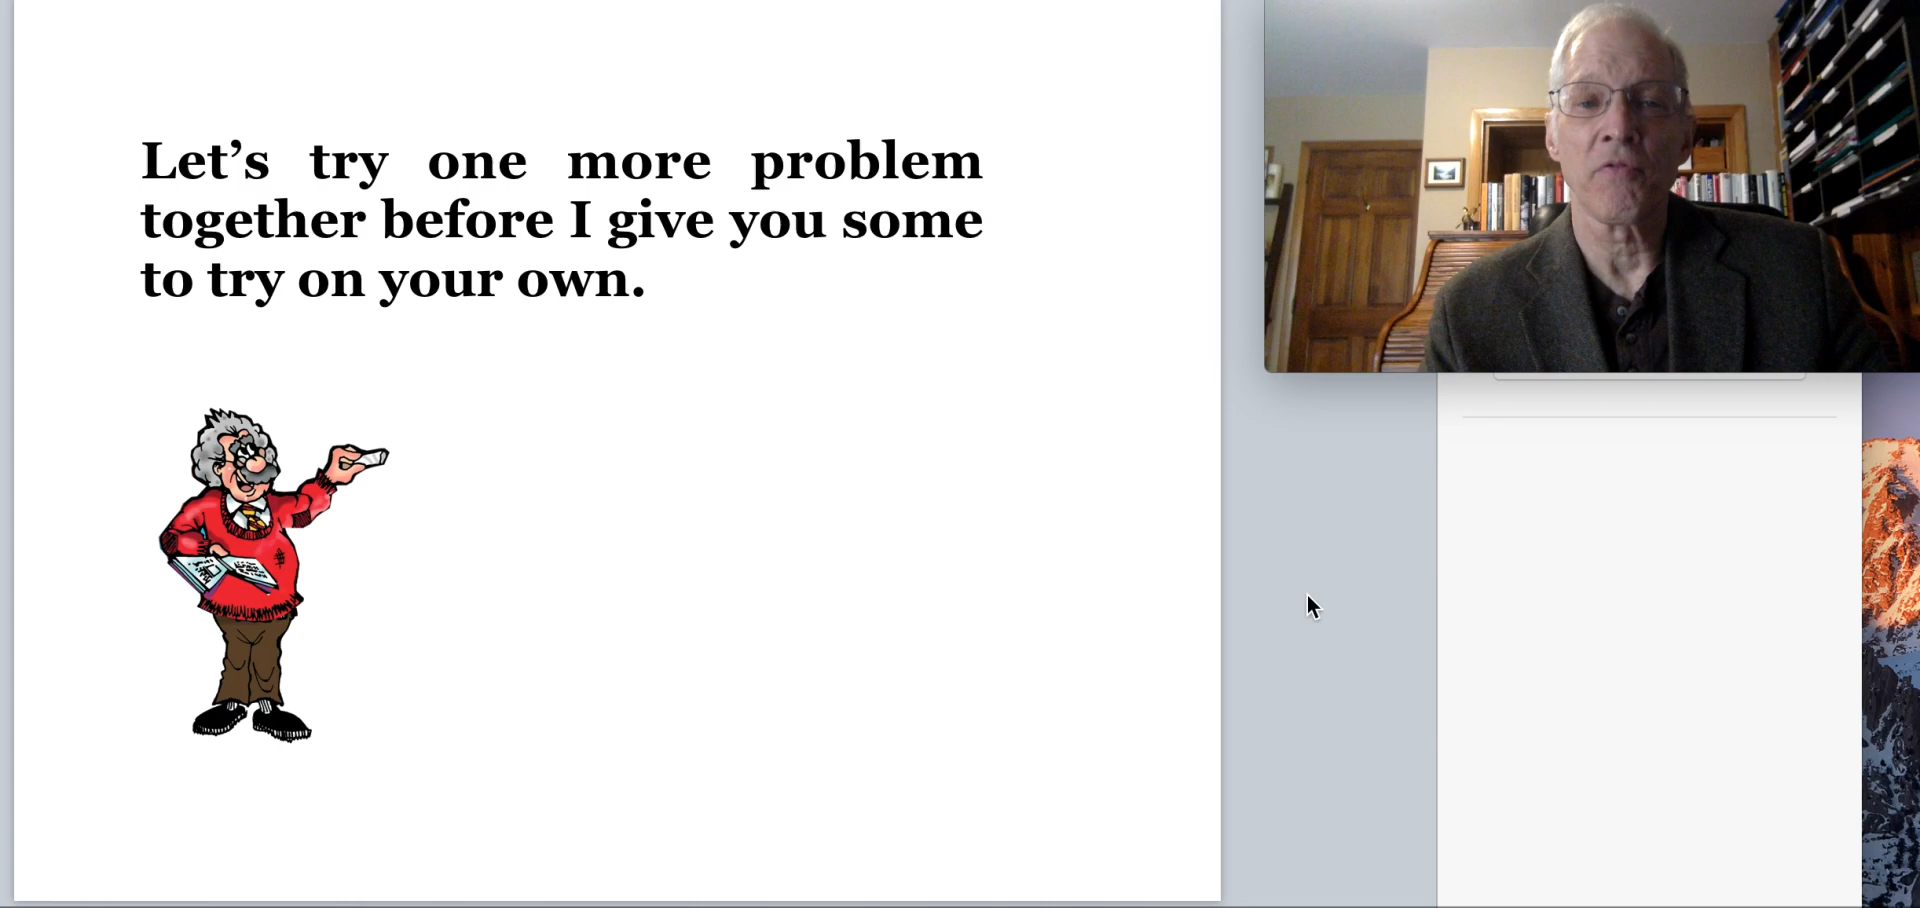 Let’s try one more problem
together before I give you some
to try on your own.